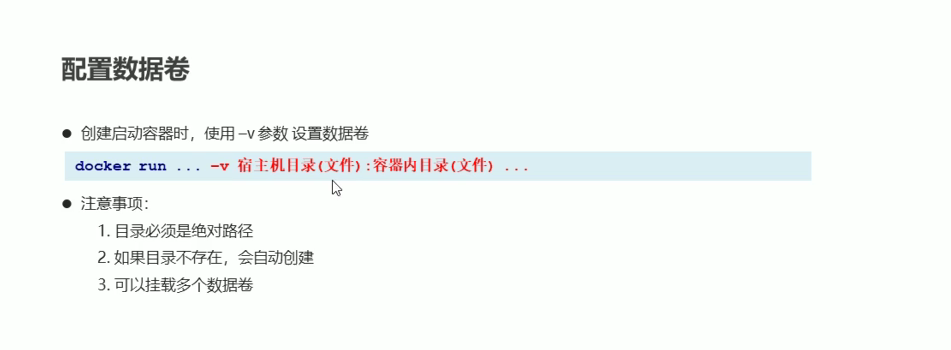 配置数据卷
● 创建启动容器时，使用 –v 参数 设置数据卷
docker run ... –v 宿主机目录(文件):容器内目录(文件) ...
● 注意事项：
1. 目录必须是绝对路径
2. 如果目录不存在，会自动创建
3. 可以挂载多个数据卷